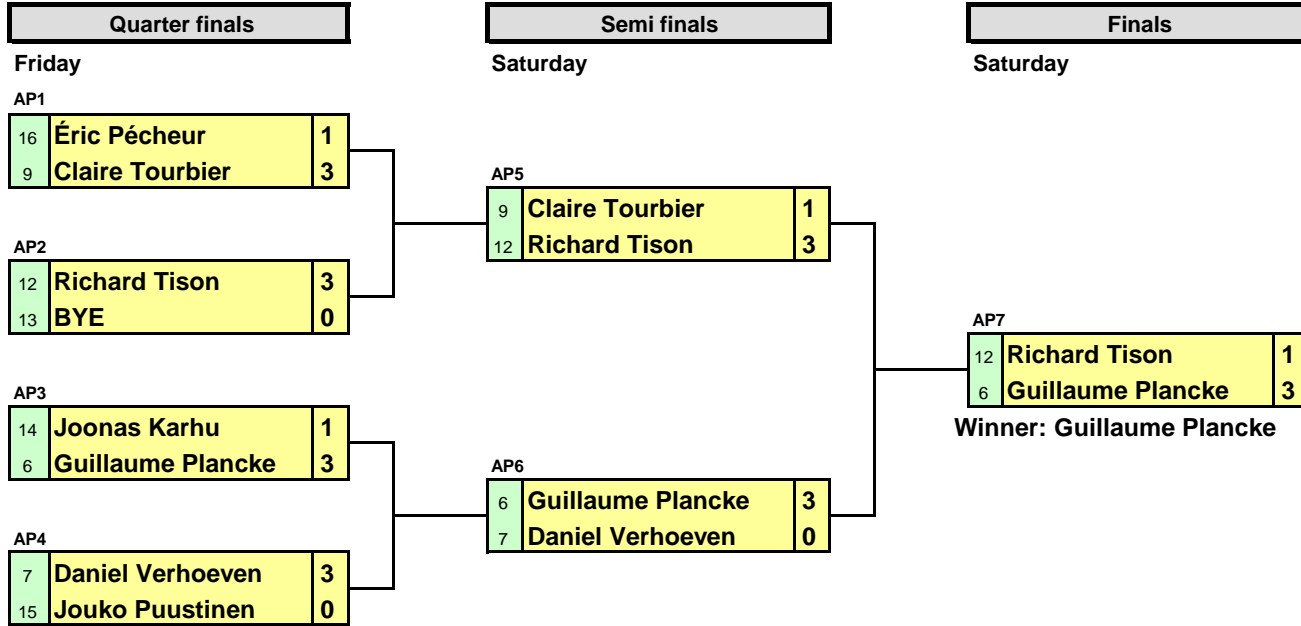 Quarter finals
Semi finals
Finals
Friday
Saturday
Saturday
AP1
16 Éric Pécheur 1
9 Claire Tourbier 3
AP5
9 Claire Tourbier 1
12 Richard Tison 3
AP2
12 Richard Tison 3
13 BYE 0
AP7
12 Richard Tison 1
6 Guillaume Plancke 3
Winner: Guillaume Plancke
AP3
14 Joonas Karhu 1
6 Guillaume Plancke 3
AP6
6 Guillaume Plancke 3
7 Daniel Verhoeven 0
AP4
7 Daniel Verhoeven 3
15 Jouko Puustinen 0